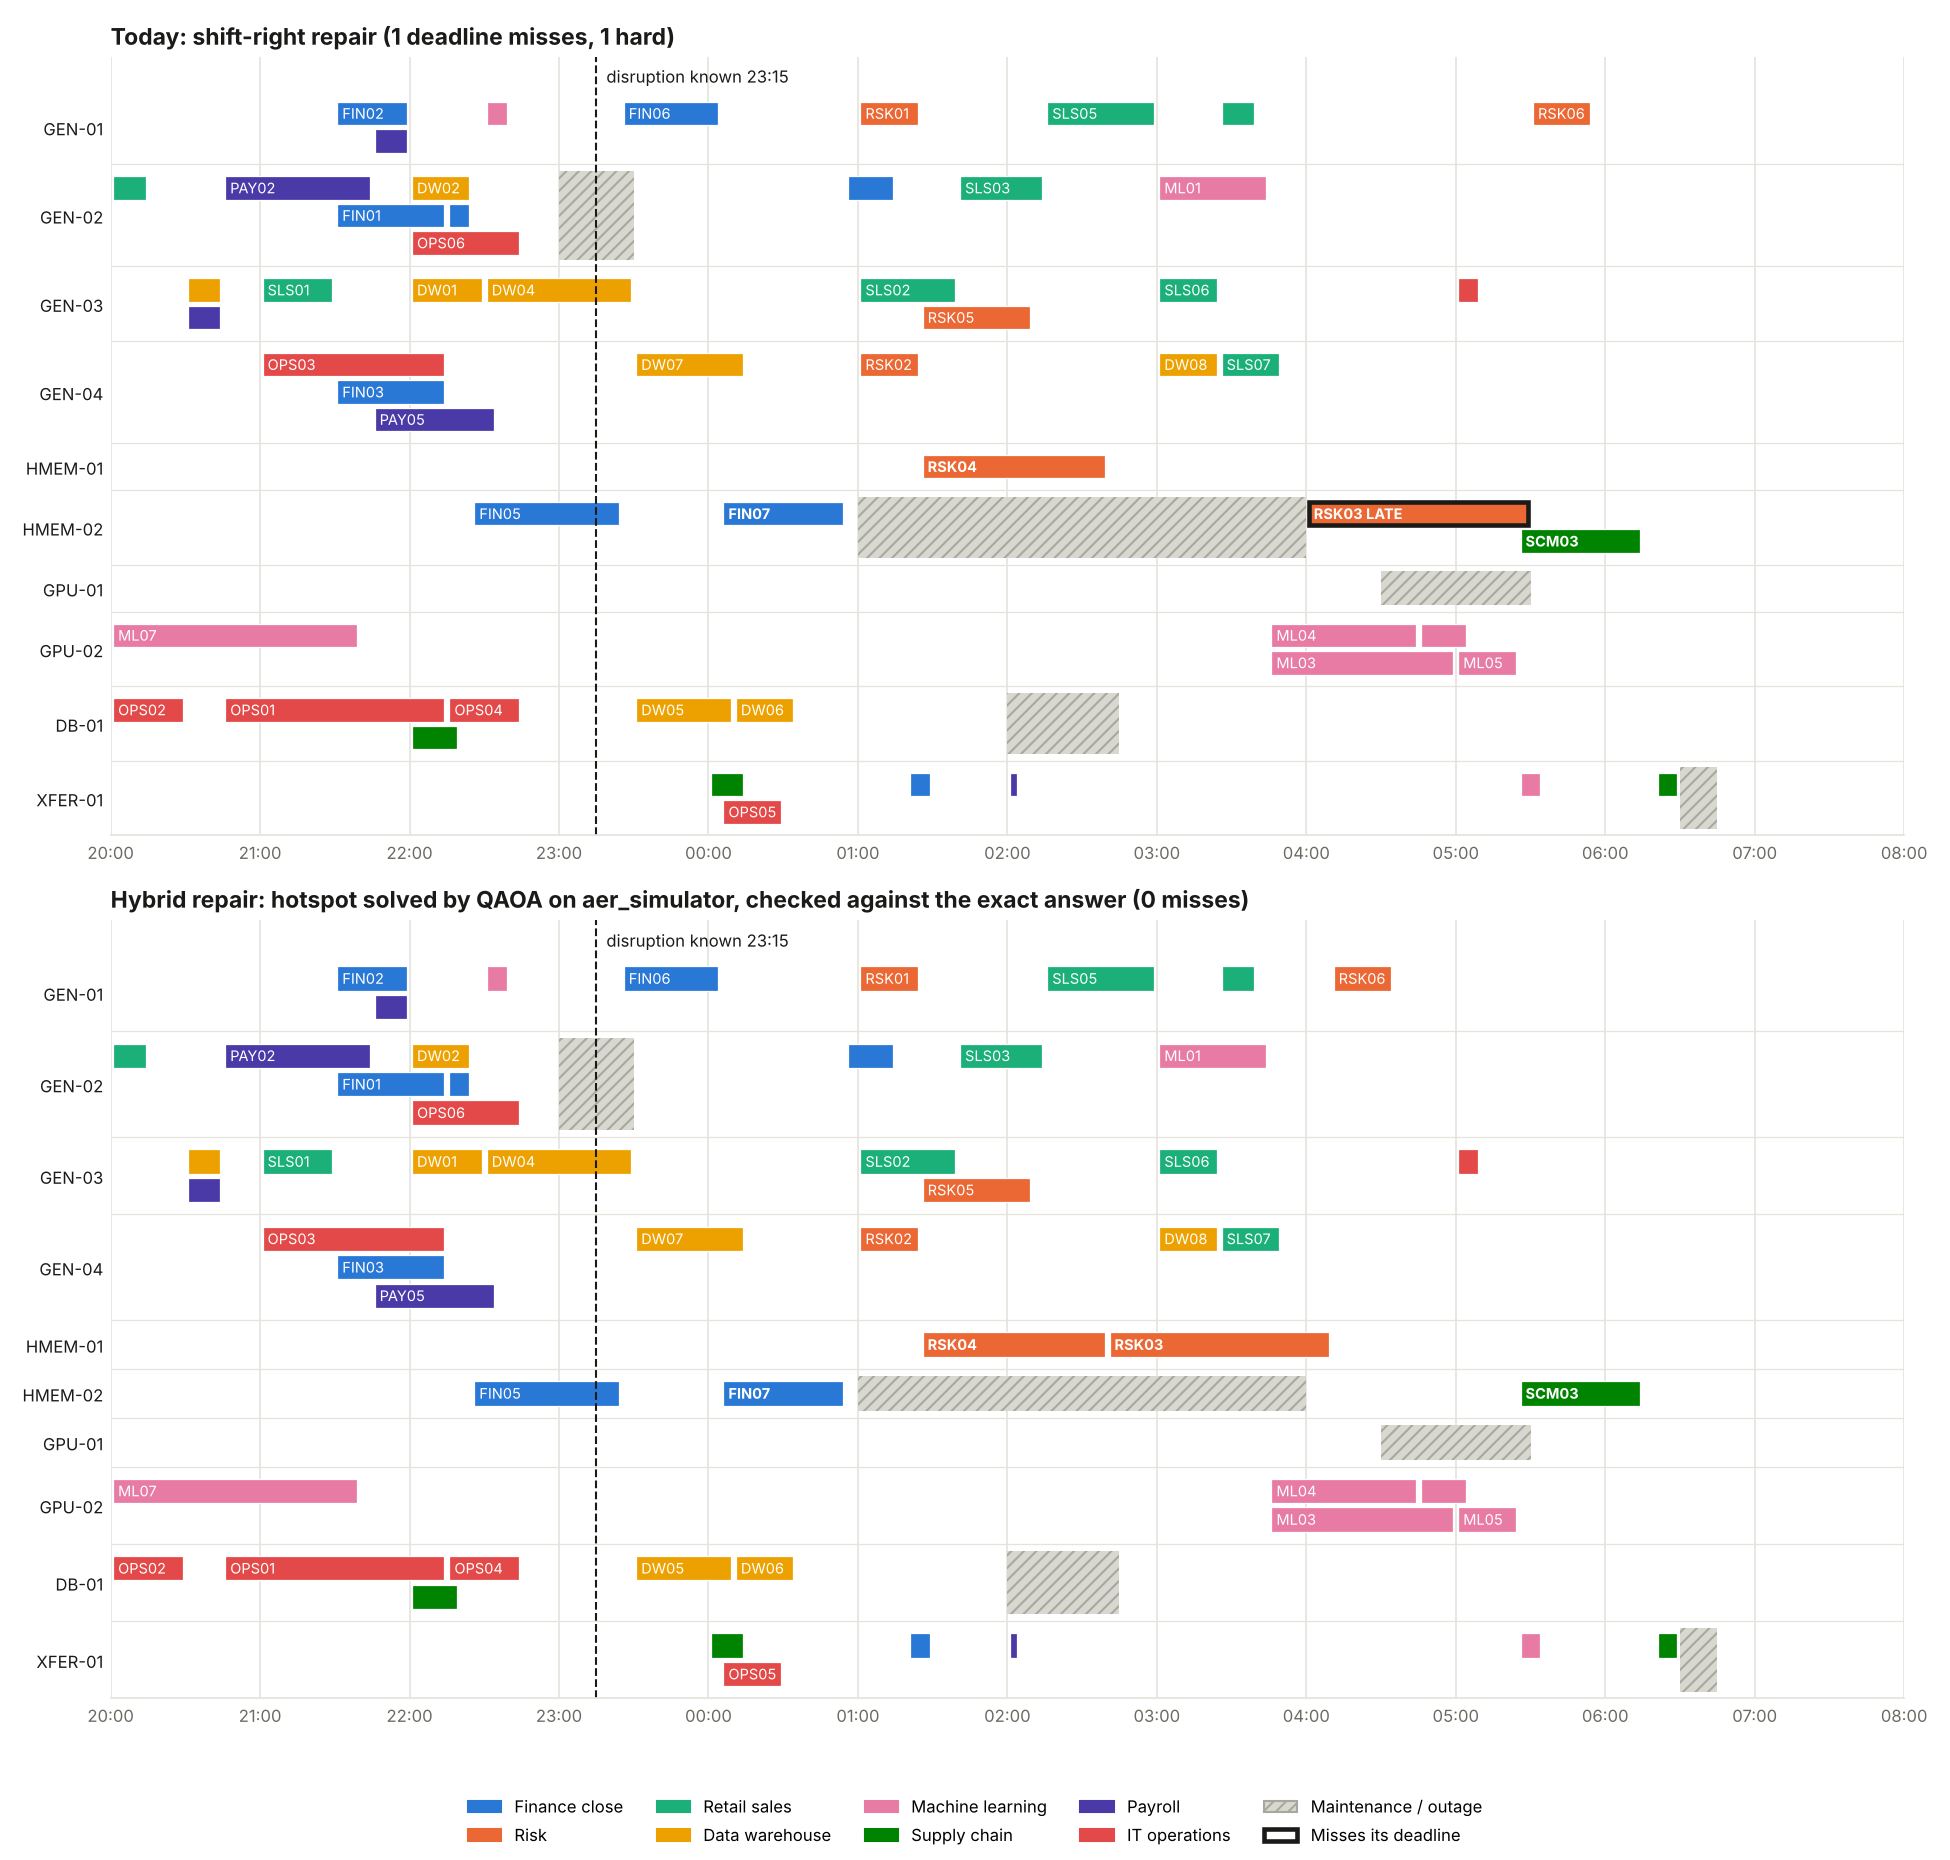 Today: shift-right repair (1 deadline misses, 1 hard)
disruption known 23:15
GEN-01 FIN02 FIN06 RSK01 SLS05 RSK06
GEN-02 PAY02 DW02 SLS03 ML01
FIN01
OPS06
GEN-03 SLS01 DW01 DW04 SLS02 SLS06
RSK05
GEN-04 OPS03 DW07 RSK02 DW08 SLS07
FIN03
PAY05
HMEM-01 RSK04
HMEM-02 FIN05 FIN07 RSK03 LATE
SCM03
GPU-01
GPU-02 ML07 ML04
ML03 ML05
DB-01 OPS02 OPS01 OPS04 DW05 DW06
XFER-01
OPS05
20:00 21:00 22:00 23:00 00:00 01:00 02:00 03:00 04:00 05:00 06:00 07:00 08:00
Hybrid repair: hotspot solved by QAOA on aer_simulator, checked against the exact answer (0 misses)
disruption known 23:15
GEN-01 FIN02 FIN06 RSK01 SLS05 RSK06
GEN-02 PAY02 DW02 SLS03 ML01
FIN01
OPS06
GEN-03 SLS01 DW01 DW04 SLS02 SLS06
RSK05
GEN-04 OPS03 DW07 RSK02 DW08 SLS07
FIN03
PAY05
HMEM-01 RSK04 RSK03
HMEM-02 FIN05 FIN07 SCM03
GPU-01
GPU-02 ML07 ML04
ML03 ML05
DB-01 OPS02 OPS01 OPS04 DW05 DW06
XFER-01
OPS05
20:00 21:00 22:00 23:00 00:00 01:00 02:00 03:00 04:00 05:00 06:00 07:00 08:00
Finance close Retail sales Machine learning Payroll Maintenance / outage
Risk Data warehouse Supply chain IT operations Misses its deadline